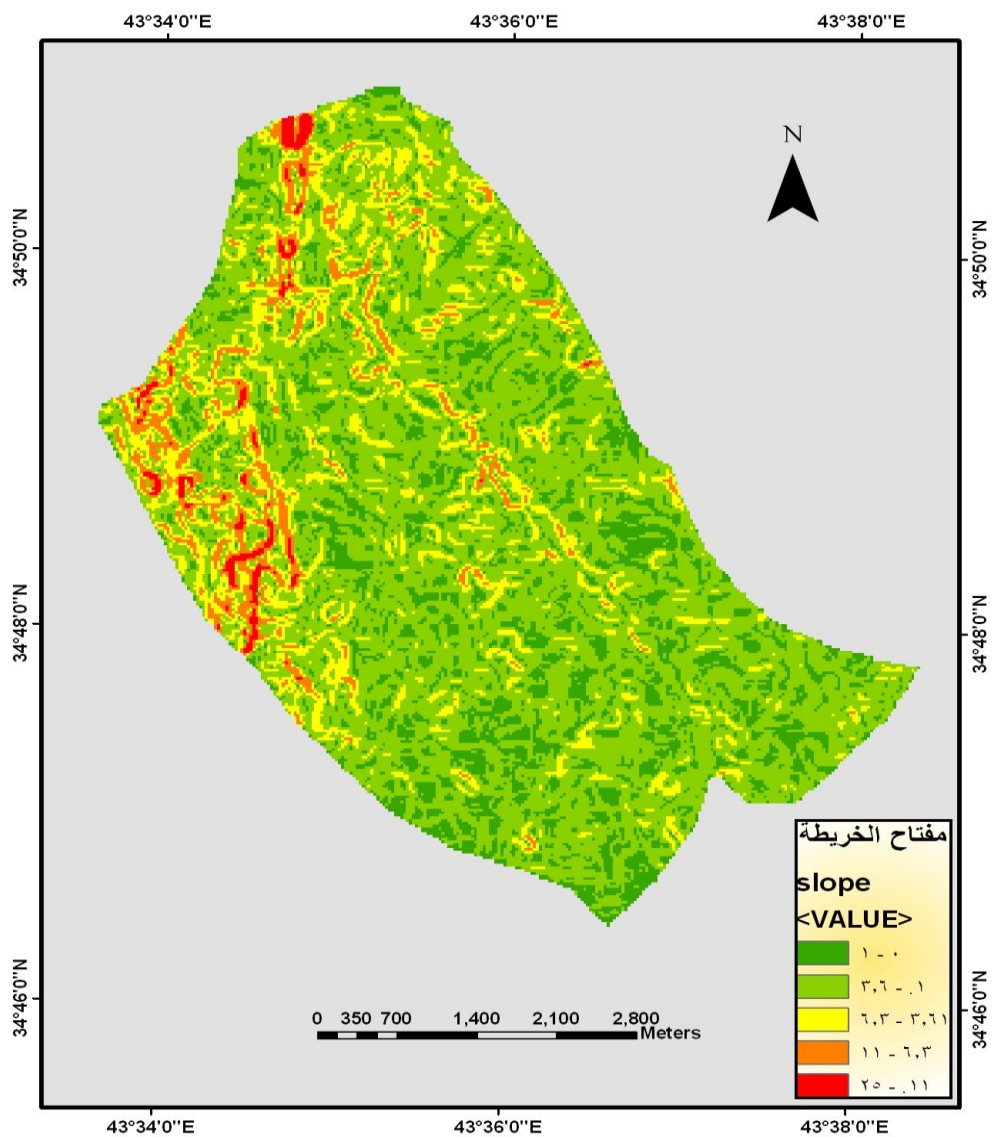 43°34'0"E 43°36'0"E 43°38'0"E
N
34°50'0"N
34°50'0"N
34°48'0"N
34°48'0"N
34°46'0"N
34°46'0"N
مفتاح الخريطة
slope
<VALUE>
٠ - ١
١. - ٣,٦
٣,٦١ - ٦,٣
٦,٣ - ١١
١١. - ٢٥
0 350 700 1,400 2,100 2,800
Meters
43°34'0"E 43°36'0"E 43°38'0"E